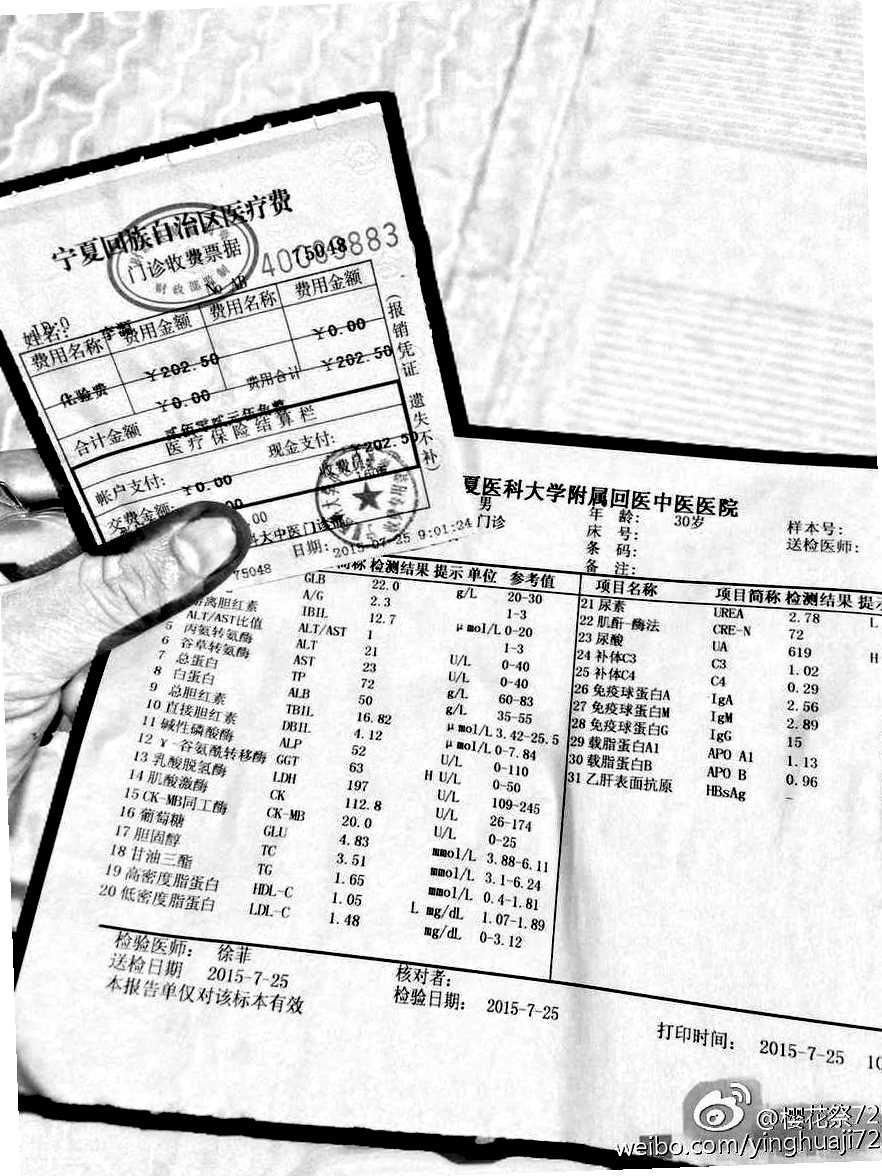 宁夏回族自治区医疗费
门诊收费票据
财政部监制
No AB
75048
4000883
姓名:
费用名称 费用金额 费用名称 费用金额
化验费 ￥202.50 ￥0.00
￥0.00 费用合计 ￥202.50
合计金额
医疗保险结算栏
帐户支付: ￥0.00 现金支付: ￥202.50
交费金额: 收费员:
科大中医门诊部
75048 日期: 2015-07-25 9:01:24
（报销凭证 遗失不补）
夏医科大学附属回医中医医院
男 年 龄: 30岁 样本号:
门诊 床 号: 送检医师:
条 码:
备 注:
简称 检测结果 提示 单位 参考值
GLB 22.0 g/L 20-30
A/G 2.3 1-3
离胆红素 IBIL 12.7 μmol/L 0-20
ALT/AST比值 ALT/AST 1 1-3
5 丙氨转氨酶 ALT 21 U/L 0-40
6 谷草转氨酶 AST 23 U/L 0-40
7 总蛋白 TP 72 g/L 60-83
8 白蛋白 ALB 50 g/L 35-55
9 总胆红素 TBIL 16.82 μmol/L 3.42-25.5
10 直接胆红素 DBIL 4.12 μmol/L 0-7.84
11 碱性磷酸酶 ALP 52 U/L 0-110
12 γ-谷氨酰转移酶 GGT 63 H U/L 0-50
13 乳酸脱氢酶 LDH 197 U/L 109-245
14 肌酸激酶 CK 112.8 U/L 26-174
15 CK-MB同工酶 CK-MB 20.0 U/L 0-25
16 葡萄糖 GLU 4.83 mmol/L 3.88-6.11
17 胆固醇 TC 3.51 mmol/L 3.1-6.24
18 甘油三酯 TG 1.65 mmol/L 0.4-1.81
19 高密度脂蛋白 HDL-C 1.05 L mg/dL 1.07-1.89
20 低密度脂蛋白 LDL-C 1.48 mg/dL 0-3.12
项目名称 项目简称 检测结果 提示
21 尿素 UREA 2.78 L
22 肌酐-酶法 CRE-N 72
23 尿酸 UA 619 H
24 补体C3 C3 1.02
25 补体C4 C4 0.29
26 免疫球蛋白A IgA 2.56
27 免疫球蛋白M IgM 2.89
28 免疫球蛋白G IgG 15
29 载脂蛋白A1 APO A1 1.13
30 载脂蛋白B APO B 0.96
31 乙肝表面抗原 HBsAg -
检验医师: 徐菲 核对者:
送检日期 2015-7-25 检验日期: 2015-7-25
本报告单仅对该标本有效
打印时间: 2015-7-25 10
@樱花祭72
weibo.com/yinghuaji72